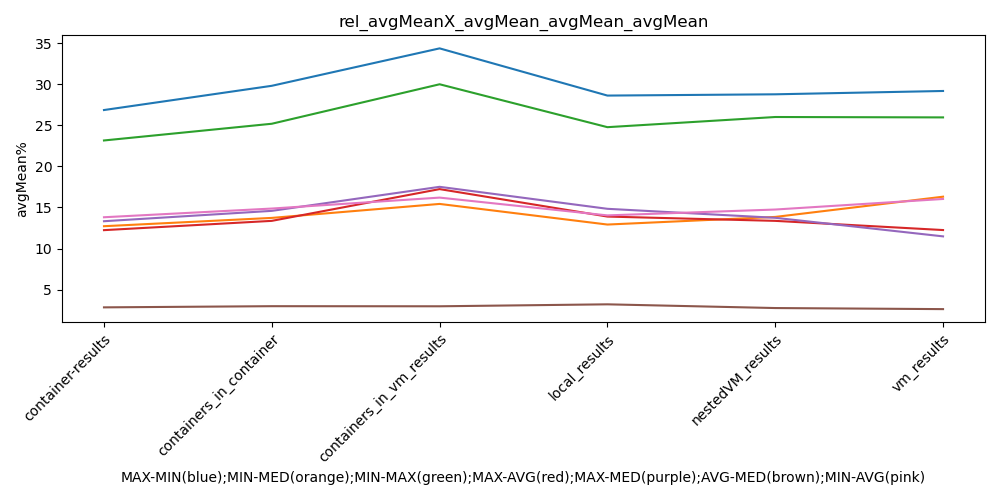 rel_avgMeanX_avgMean_avgMean_avgMean
35
30
25
20
15
10
5
avgMean%
container-results
containers_in_container
containers_in_vm_results
local_results
nestedVM_results
vm_results
MAX-MIN(blue);MIN-MED(orange);MIN-MAX(green);MAX-AVG(red);MAX-MED(purple);AVG-MED(brown);MIN-AVG(pink)